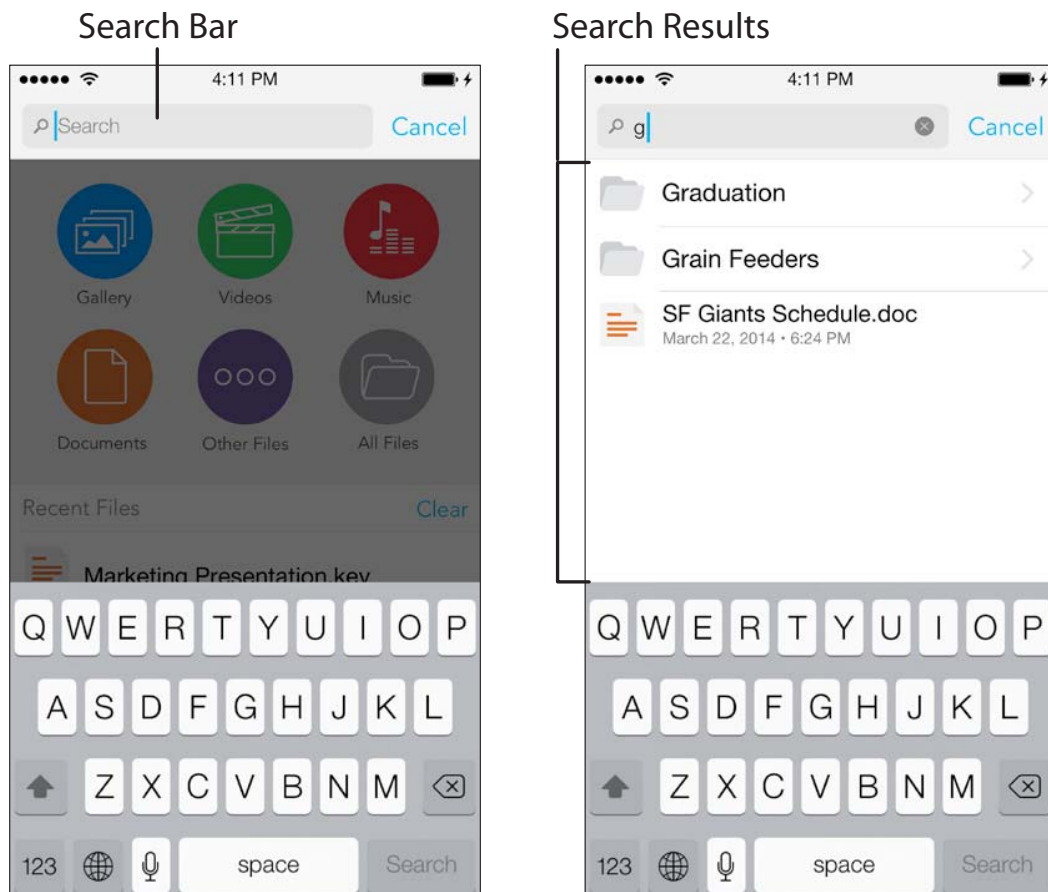 Search Bar
4:11 PM
Search
Cancel
Gallery
Videos
Music
Documents
Other Files
All Files
Recent Files
Clear
Marketing Presentation.key
Q W E R T Y U I O P
A S D F G H J K L
Z X C V B N M
123
space
Search
Search Results
4:11 PM
g
Cancel
Graduation
Grain Feeders
SF Giants Schedule.doc
March 22, 2014 • 6:24 PM
Q W E R T Y U I O P
A S D F G H J K L
Z X C V B N M
123
space
Search